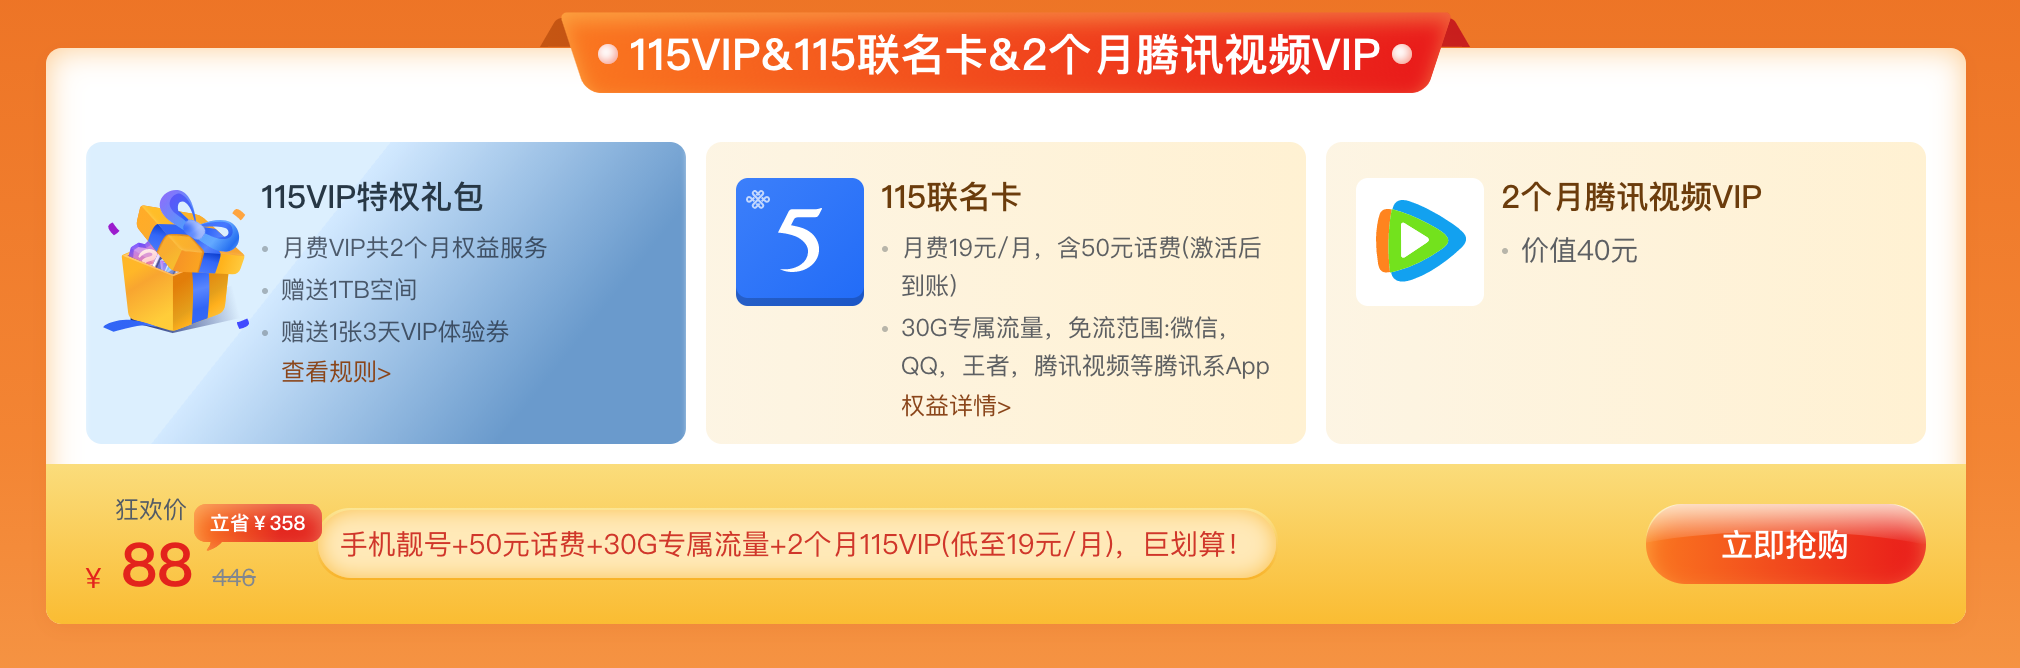 115VIP&115联名卡&2个月腾讯视频VIP
115VIP特权礼包
月费VIP共2个月权益服务
赠送1TB空间
赠送1张3天VIP体验券
查看规则>
5
115联名卡
月费19元/月，含50元话费(激活后
到账)
30G专属流量，免流范围:微信，
QQ，王者，腾讯视频等腾讯系App
权益详情>
2个月腾讯视频VIP
价值40元
狂欢价
立省¥358
¥ 88 446
手机靓号+50元话费+30G专属流量+2个月115VIP(低至19元/月)，巨划算！
立即抢购